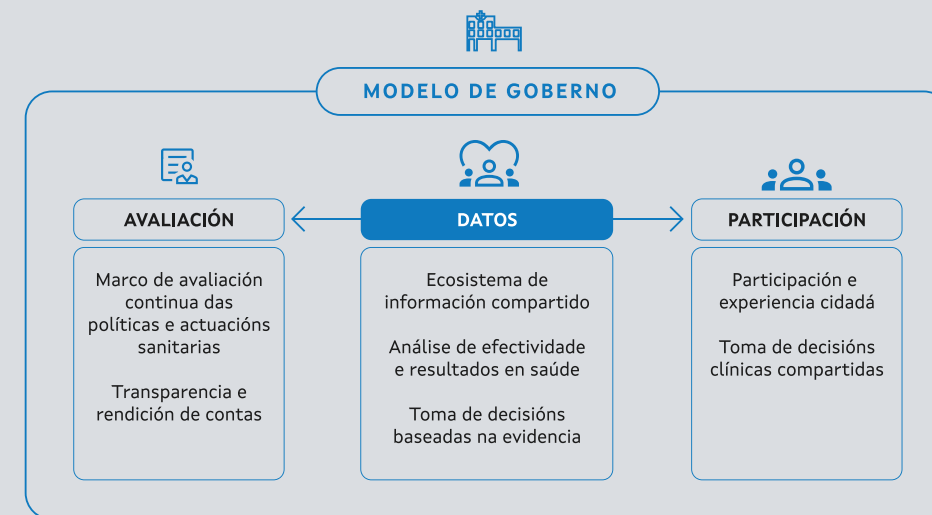 MODELO DE GOBERNO
AVALIACIÓN
Marco de avaliación
continua das
políticas e actuacións
sanitarias
Transparencia e
rendición de contas
DATOS
Ecosistema de
información compartido
Análise de efectividade
e resultados en saúde
Toma de decisións
baseadas na evidencia
PARTICIPACIÓN
Participación e
experiencia cidadá
Toma de decisións
clínicas compartidas